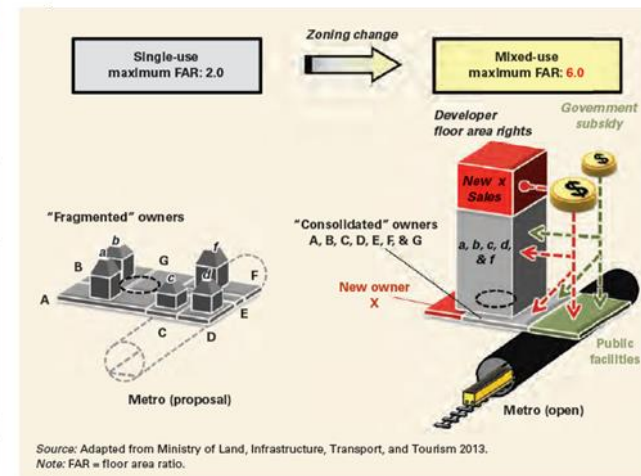 Zoning change
Single-use
maximum FAR: 2.0
Mixed-use
maximum FAR: 6.0
Developer
floor area rights
Government
subsidy
$
$
New x
Sales
"Fragmented" owners
"Consolidated" owners
A, B, C, D, E, F, & G
a, b, c, d,
& f
a
b
f
B
G
c
d
F
A
E
C
D
New owner
X
Public
facilities
Metro (proposal)
Metro (open)
Source: Adapted from Ministry of Land, Infrastructure, Transport, and Tourism 2013.
Note: FAR = floor area ratio.